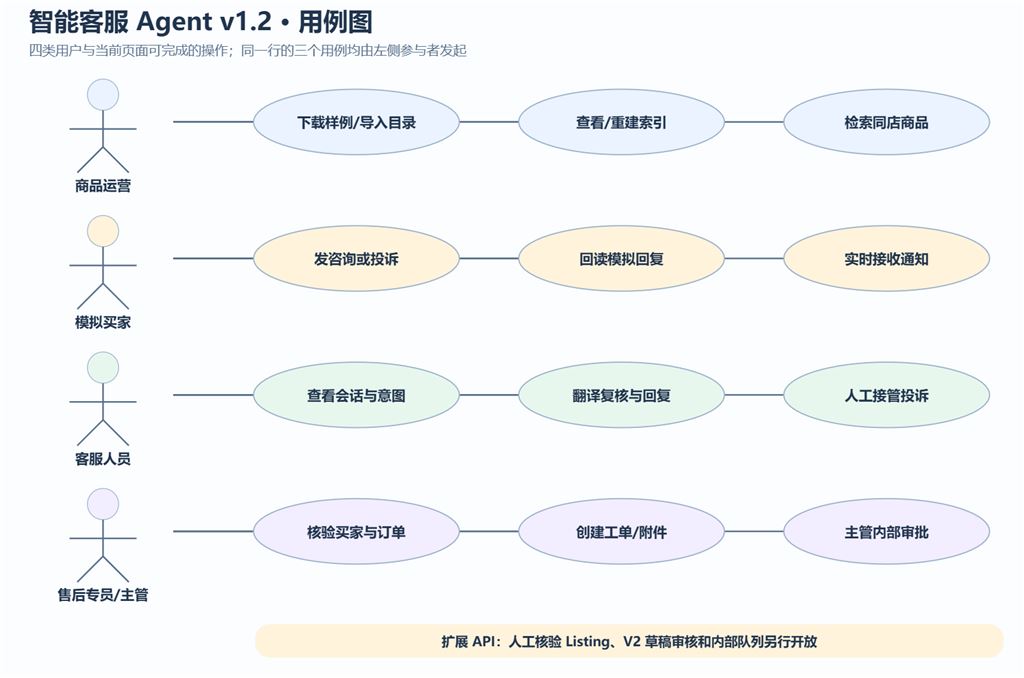 智能客服 Agent v1.2 • 用例图
四类用户与当前页面可完成的操作；同一行的三个用例均由左侧参与者发起
下载样例/导入目录
查看/重建索引
检索同店商品
商品运营
发咨询或投诉
回读模拟回复
实时接收通知
模拟买家
查看会话与意图
翻译复核与回复
人工接管投诉
客服人员
核验买家与订单
创建工单/附件
主管内部审批
售后专员/主管
扩展 API：人工核验 Listing、V2 草稿审核和内部队列另行开放